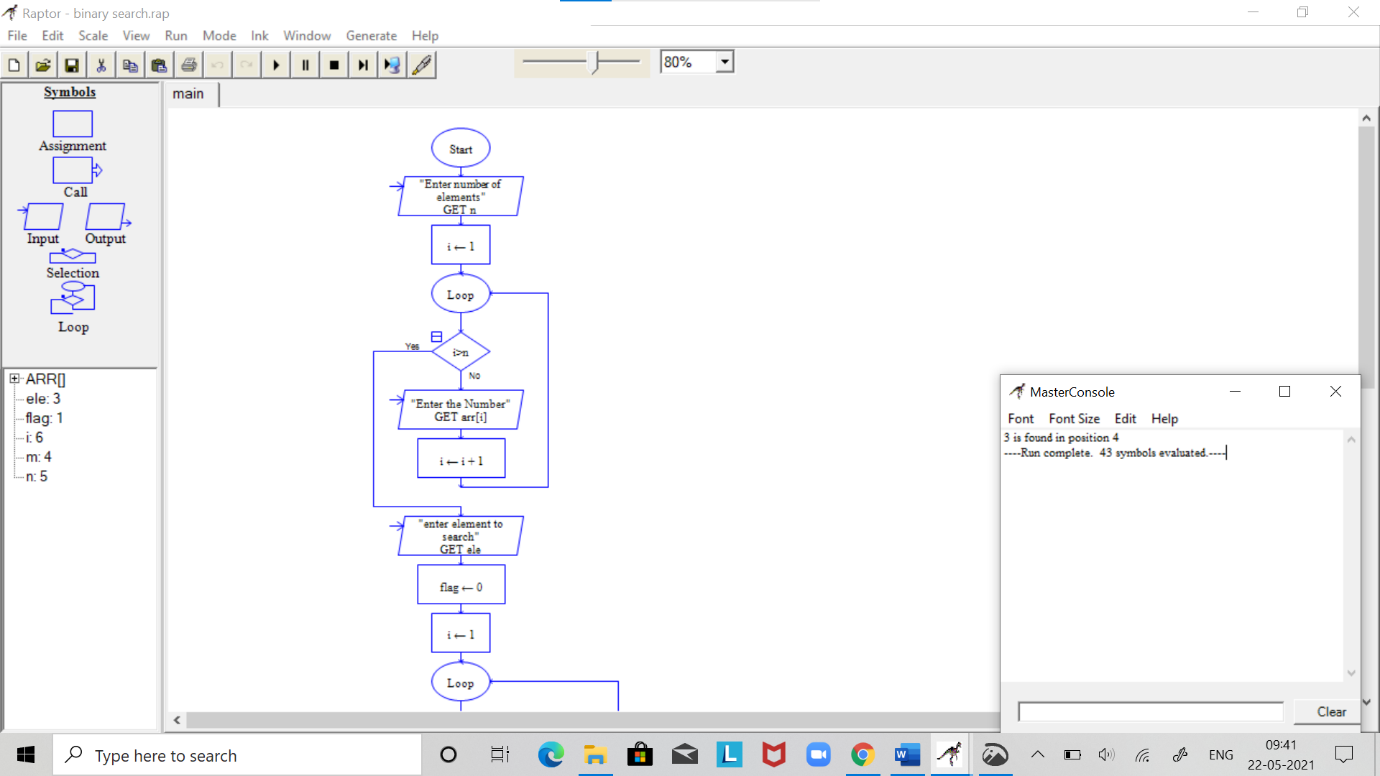 Raptor - binary search.rap
File Edit Scale View Run Mode Ink Window Generate Help
80%
Symbols
main
Assignment
Call
Input Output
Selection
Loop
ARR[]
ele: 3
flag: 1
i: 6
m: 4
n: 5
Start
"Enter number of
elements"
GET n
i ← 1
Loop
Yes
i>n
No
"Enter the Number"
GET arr[i]
i ← i + 1
"enter element to
search"
GET ele
flag ← 0
i ← 1
Loop
MasterConsole
Font Font Size Edit Help
3 is found in position 4
----Run complete. 43 symbols evaluated.----
Clear
Type here to search
L
W
ENG
09:41
22-05-2021